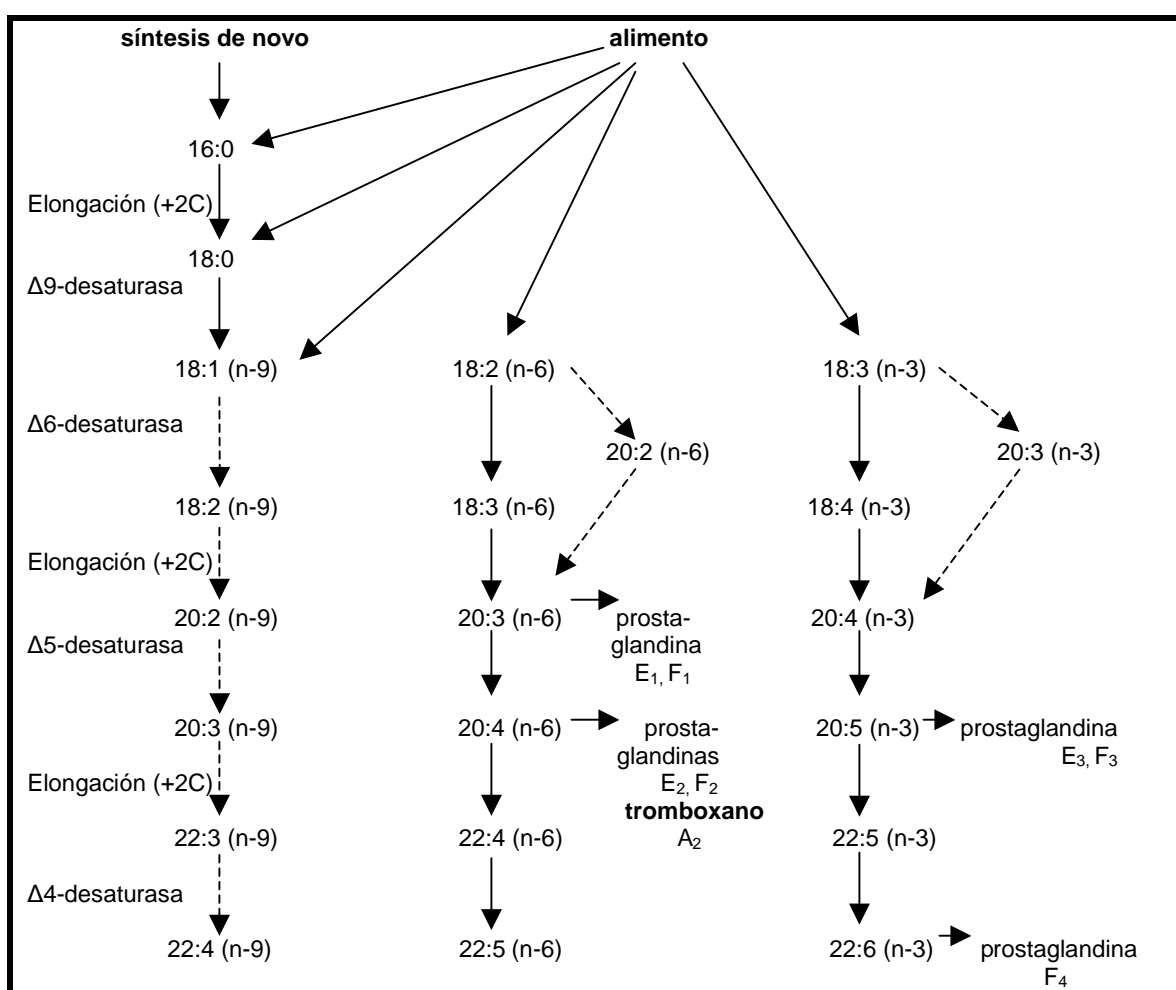 síntesis de novo alimento
16:0
Elongación (+2C)
18:0
Δ9-desaturasa
18:1 (n-9) 18:2 (n-6) 18:3 (n-3)
Δ6-desaturasa
20:2 (n-6) 20:3 (n-3)
18:2 (n-9) 18:3 (n-6) 18:4 (n-3)
Elongación (+2C)
20:2 (n-9) 20:3 (n-6) prosta- 20:4 (n-3)
Δ5-desaturasa glandina
E1, F1
20:3 (n-9) 20:4 (n-6) prosta- 20:5 (n-3) prostaglandina
glandinas E3, F3
Elongación (+2C) E2, F2
tromboxano
22:3 (n-9) 22:4 (n-6) A2 22:5 (n-3)
Δ4-desaturasa
22:4 (n-9) 22:5 (n-6) 22:6 (n-3) prostaglandina
F4